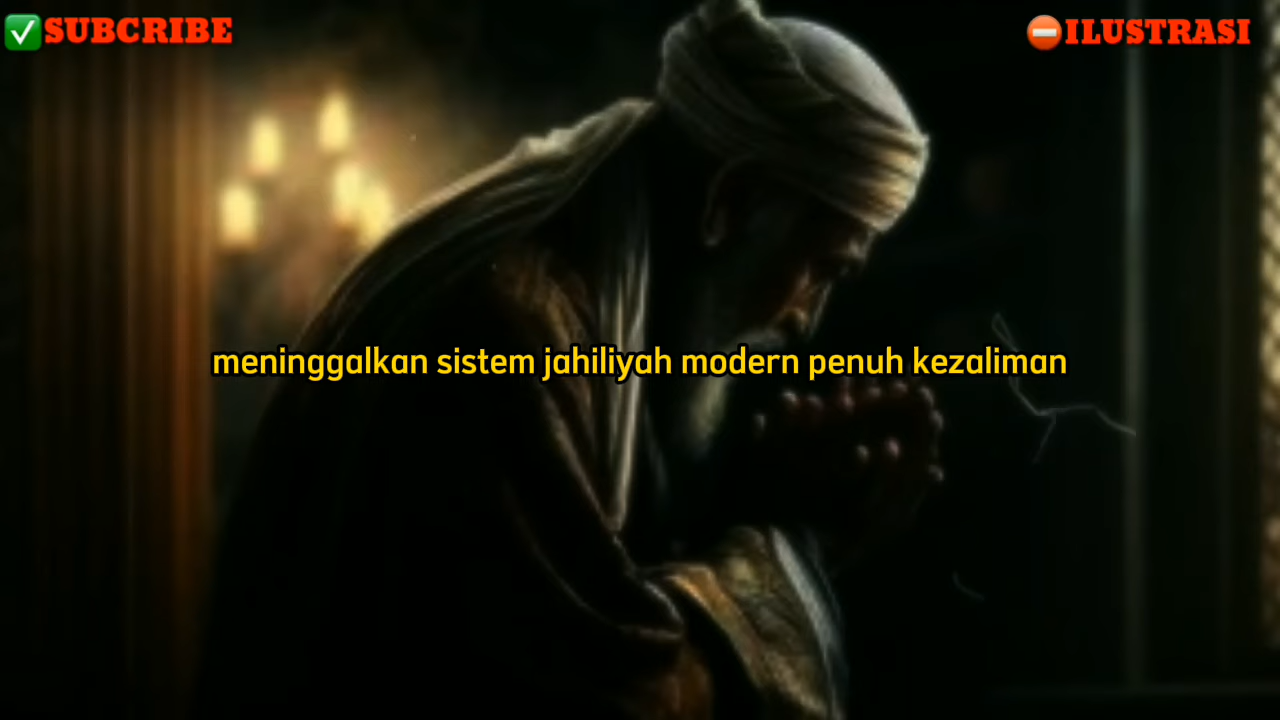 ✅SUBCRIBE
⛔ILUSTRASI
meninggalkan sistem jahiliyah modern penuh kezaliman